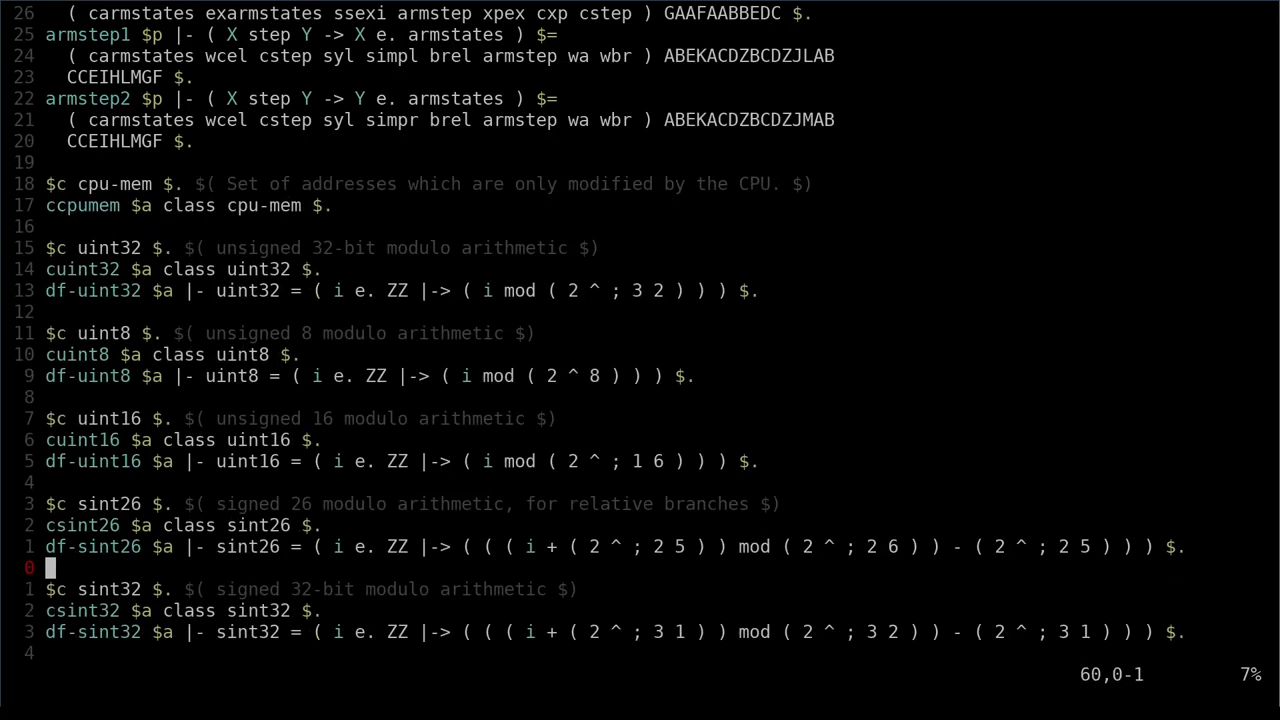 26   ( carmstates exarmstates ssexi armstep xpex cxp cstep ) GAAFAABBEDC $.
25 armstep1 $p |- ( X step Y -> X e. armstates ) $=
24   ( carmstates wcel cstep syl simpl brel armstep wa wbr ) ABEKACDZBCDZJLAB
23   CCEIHLMGF $.
22 armstep2 $p |- ( X step Y -> Y e. armstates ) $=
21   ( carmstates wcel cstep syl simpr brel armstep wa wbr ) ABEKACDZBCDZJMAB
20   CCEIHLMGF $.
19
18 $c cpu-mem $. $( Set of addresses which are only modified by the CPU. $)
17 ccpumem $a class cpu-mem $.
16
15 $c uint32 $. $( unsigned 32-bit modulo arithmetic $)
14 cuint32 $a class uint32 $.
13 df-uint32 $a |- uint32 = ( i e. ZZ |-> ( i mod ( 2 ^ ; 3 2 ) ) ) $.
12
11 $c uint8 $. $( unsigned 8 modulo arithmetic $)
10 cuint8 $a class uint8 $.
9 df-uint8 $a |- uint8 = ( i e. ZZ |-> ( i mod ( 2 ^ 8 ) ) ) $.
8
7 $c uint16 $. $( unsigned 16 modulo arithmetic $)
6 cuint16 $a class uint16 $.
5 df-uint16 $a |- uint16 = ( i e. ZZ |-> ( i mod ( 2 ^ ; 1 6 ) ) ) $.
4
3 $c sint26 $. $( signed 26 modulo arithmetic, for relative branches $)
2 csint26 $a class sint26 $.
1 df-sint26 $a |- sint26 = ( i e. ZZ |-> ( ( ( i + ( 2 ^ ; 2 5 ) ) mod ( 2 ^ ; 2 6 ) ) - ( 2 ^ ; 2 5 ) ) ) $.
0
1 $c sint32 $. $( signed 32-bit modulo arithmetic $)
2 csint32 $a class sint32 $.
3 df-sint32 $a |- sint32 = ( i e. ZZ |-> ( ( ( i + ( 2 ^ ; 3 1 ) ) mod ( 2 ^ ; 3 2 ) ) - ( 2 ^ ; 3 1 ) ) ) $.
4
60,0-1 7%